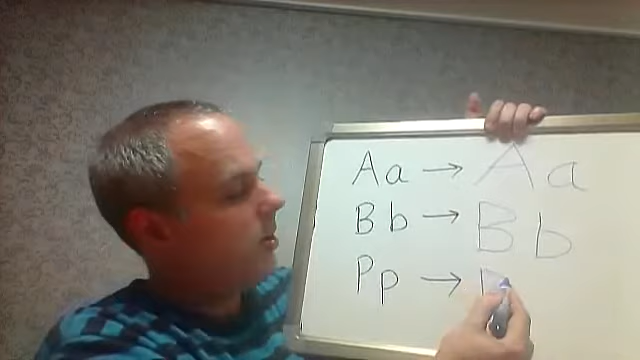 Aa → Aa
Bb → Bb
Pp →